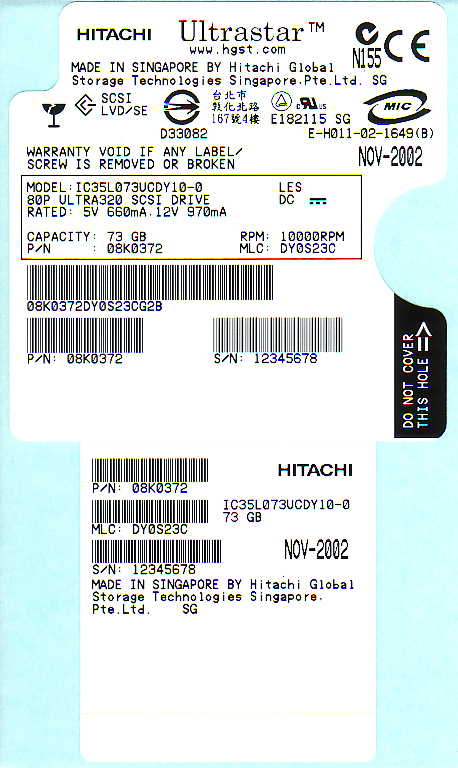 HITACHI Ultrastar™
www.hgst.com
N155 CE
MADE IN SINGAPORE BY Hitachi Global
Storage Technologies Singapore.Pte.Ltd. SG
SCSI
LVD/SE
台北市
敦化北路
167號4樓
D33082
E182115 SG
MIC
E-H011-02-1649(B)
WARRANTY VOID IF ANY LABEL/
SCREW IS REMOVED OR BROKEN
NOV-2002
MODEL:IC35L073UCDY10-0 LES
80P ULTRA320 SCSI DRIVE DC
RATED: 5V 660mA.12V 970mA
CAPACITY: 73 GB RPM: 10000RPM
P/N : 08K0372 MLC: DY0S23C
08K0372DY0S23CG2B
P/N: 08K0372 S/N: 12345678
DO NOT COVER
THIS HOLE =>
HITACHI
P/N: 08K0372
IC35L073UCDY10-0
73 GB
MLC: DY0S23C
NOV-2002
S/N: 12345678
MADE IN SINGAPORE BY Hitachi Global
Storage Technologies Singapore.
Pte.Ltd. SG